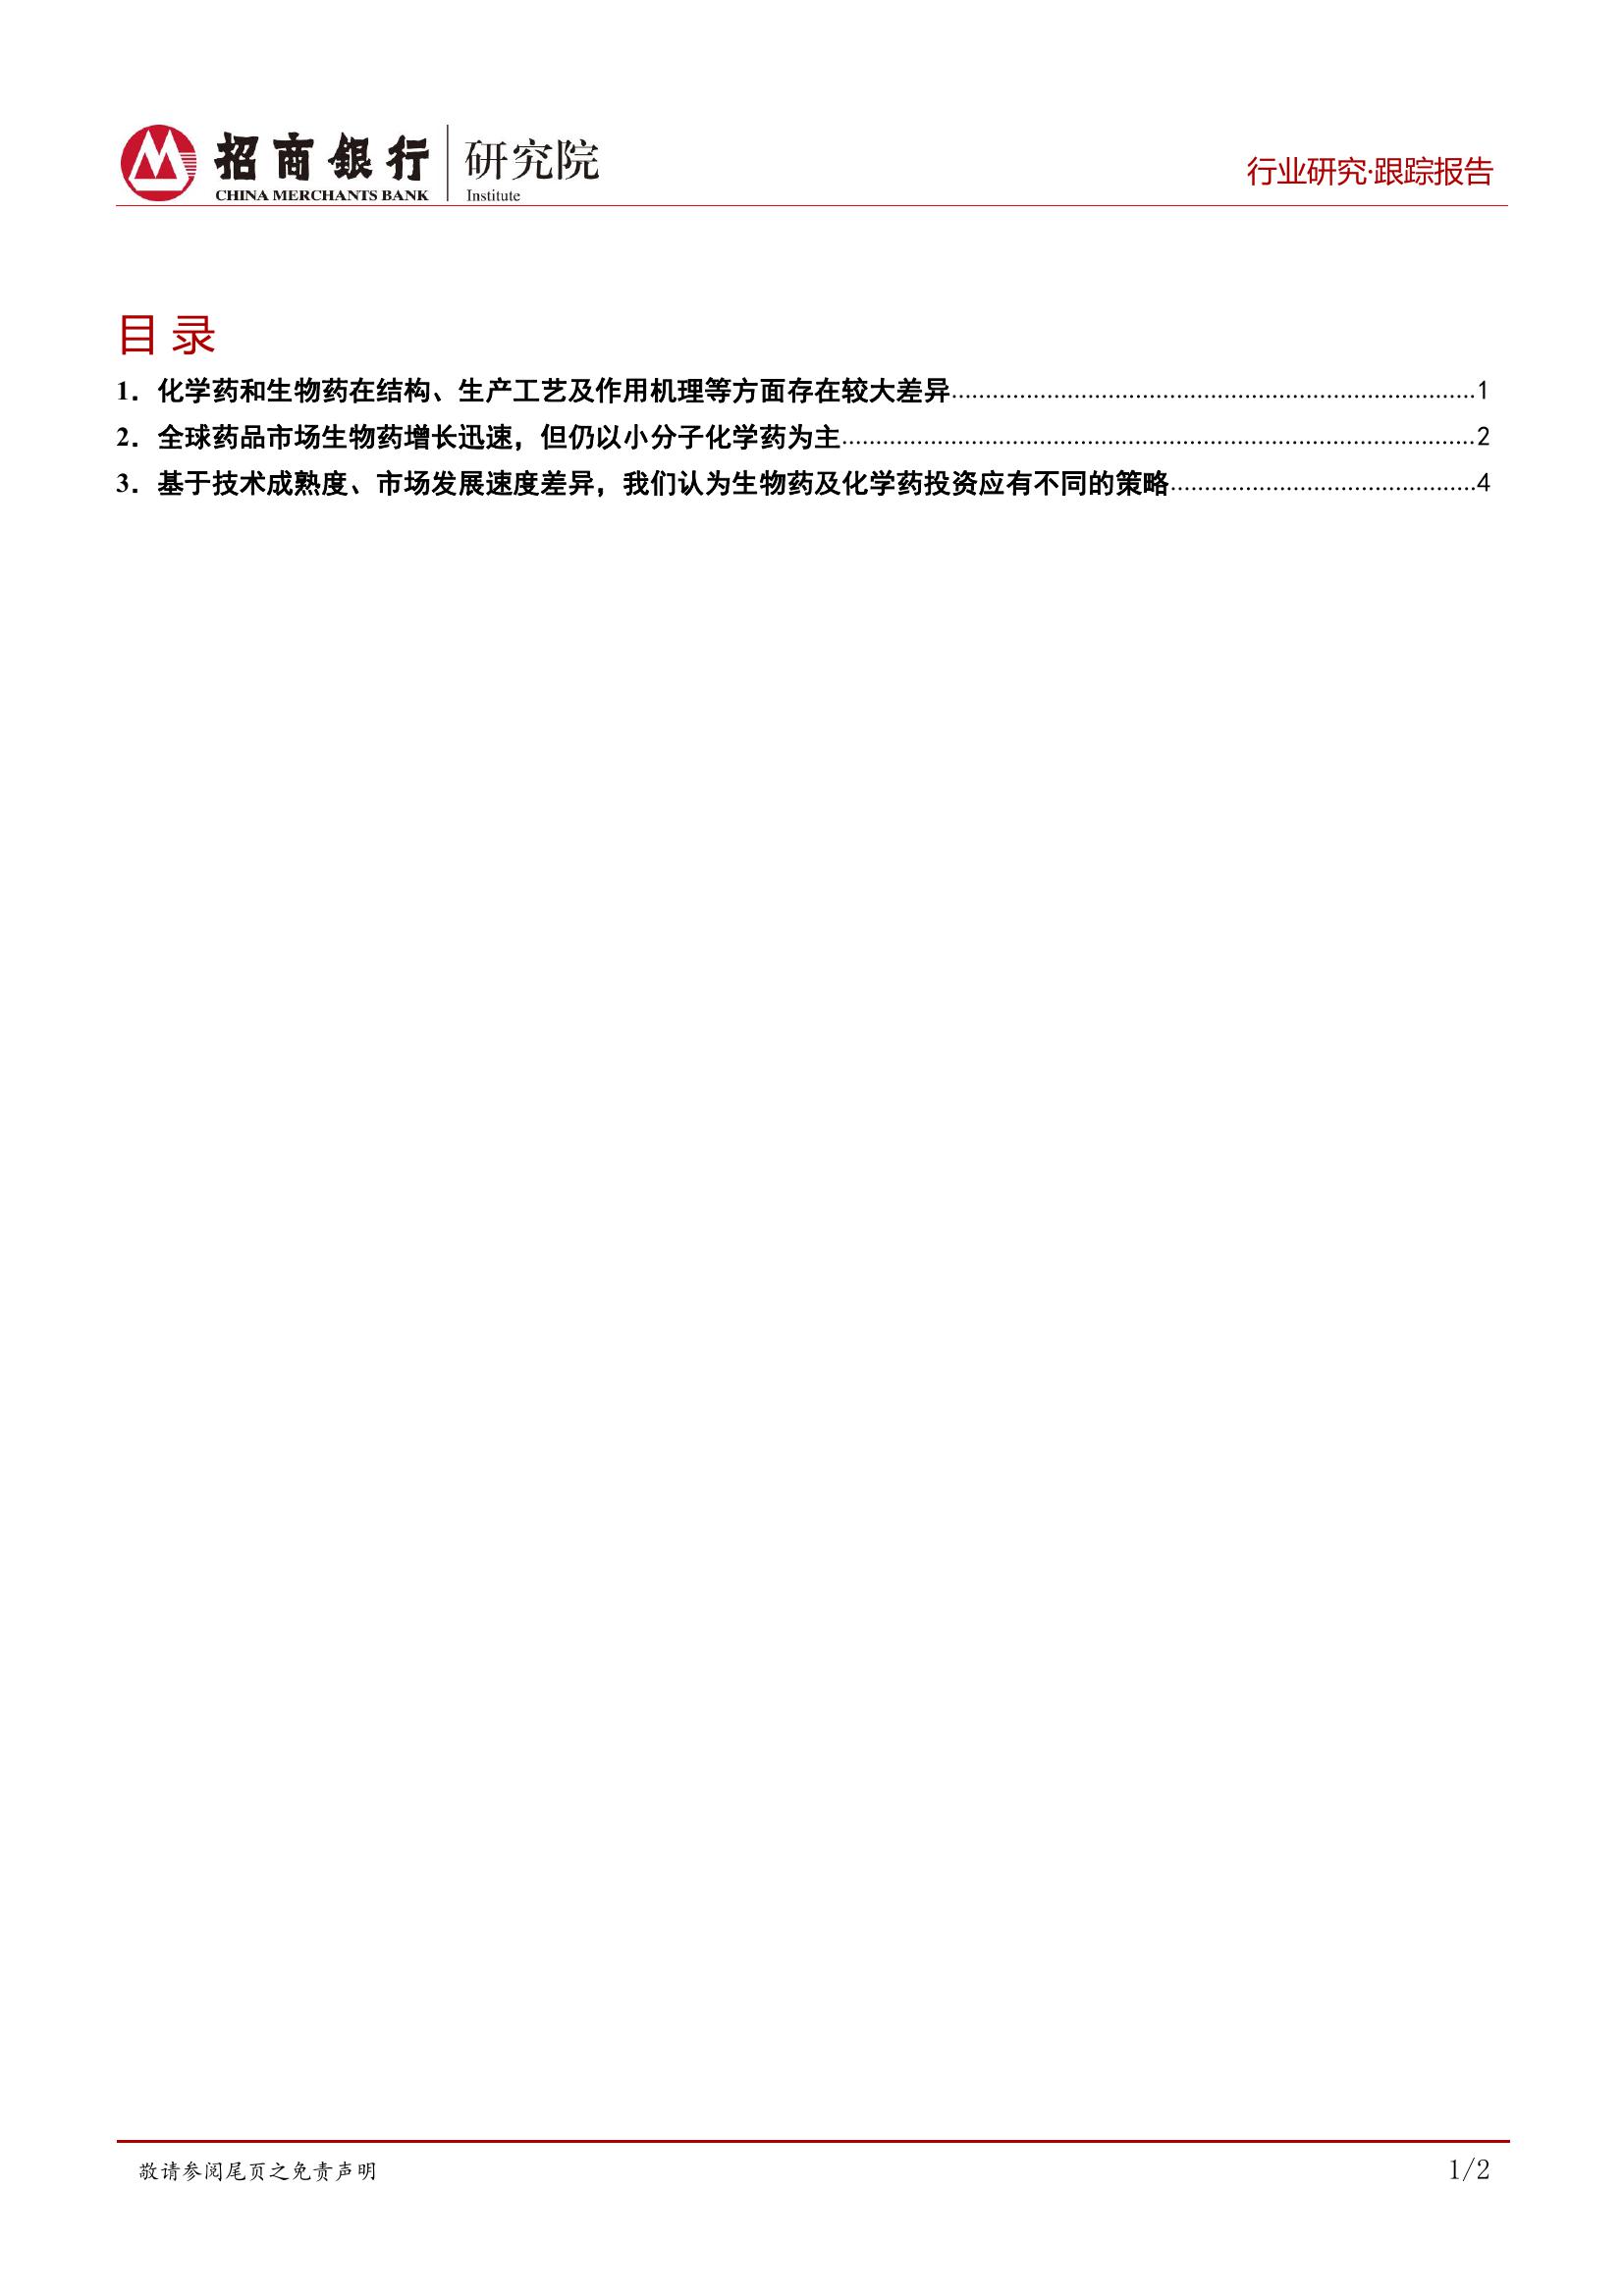 招商銀行 研究院
CHINA MERCHANTS BANK Institute
行业研究·跟踪报告
目 录
1. 化学药和生物药在结构、生产工艺及作用机理等方面存在较大差异........................................1
2. 全球药品市场生物药增长迅速，但仍以小分子化学药为主........................................2
3. 基于技术成熟度、市场发展速度差异，我们认为生物药及化学药投资应有不同的策略........................................4
敬请参阅尾页之免责声明
1/2